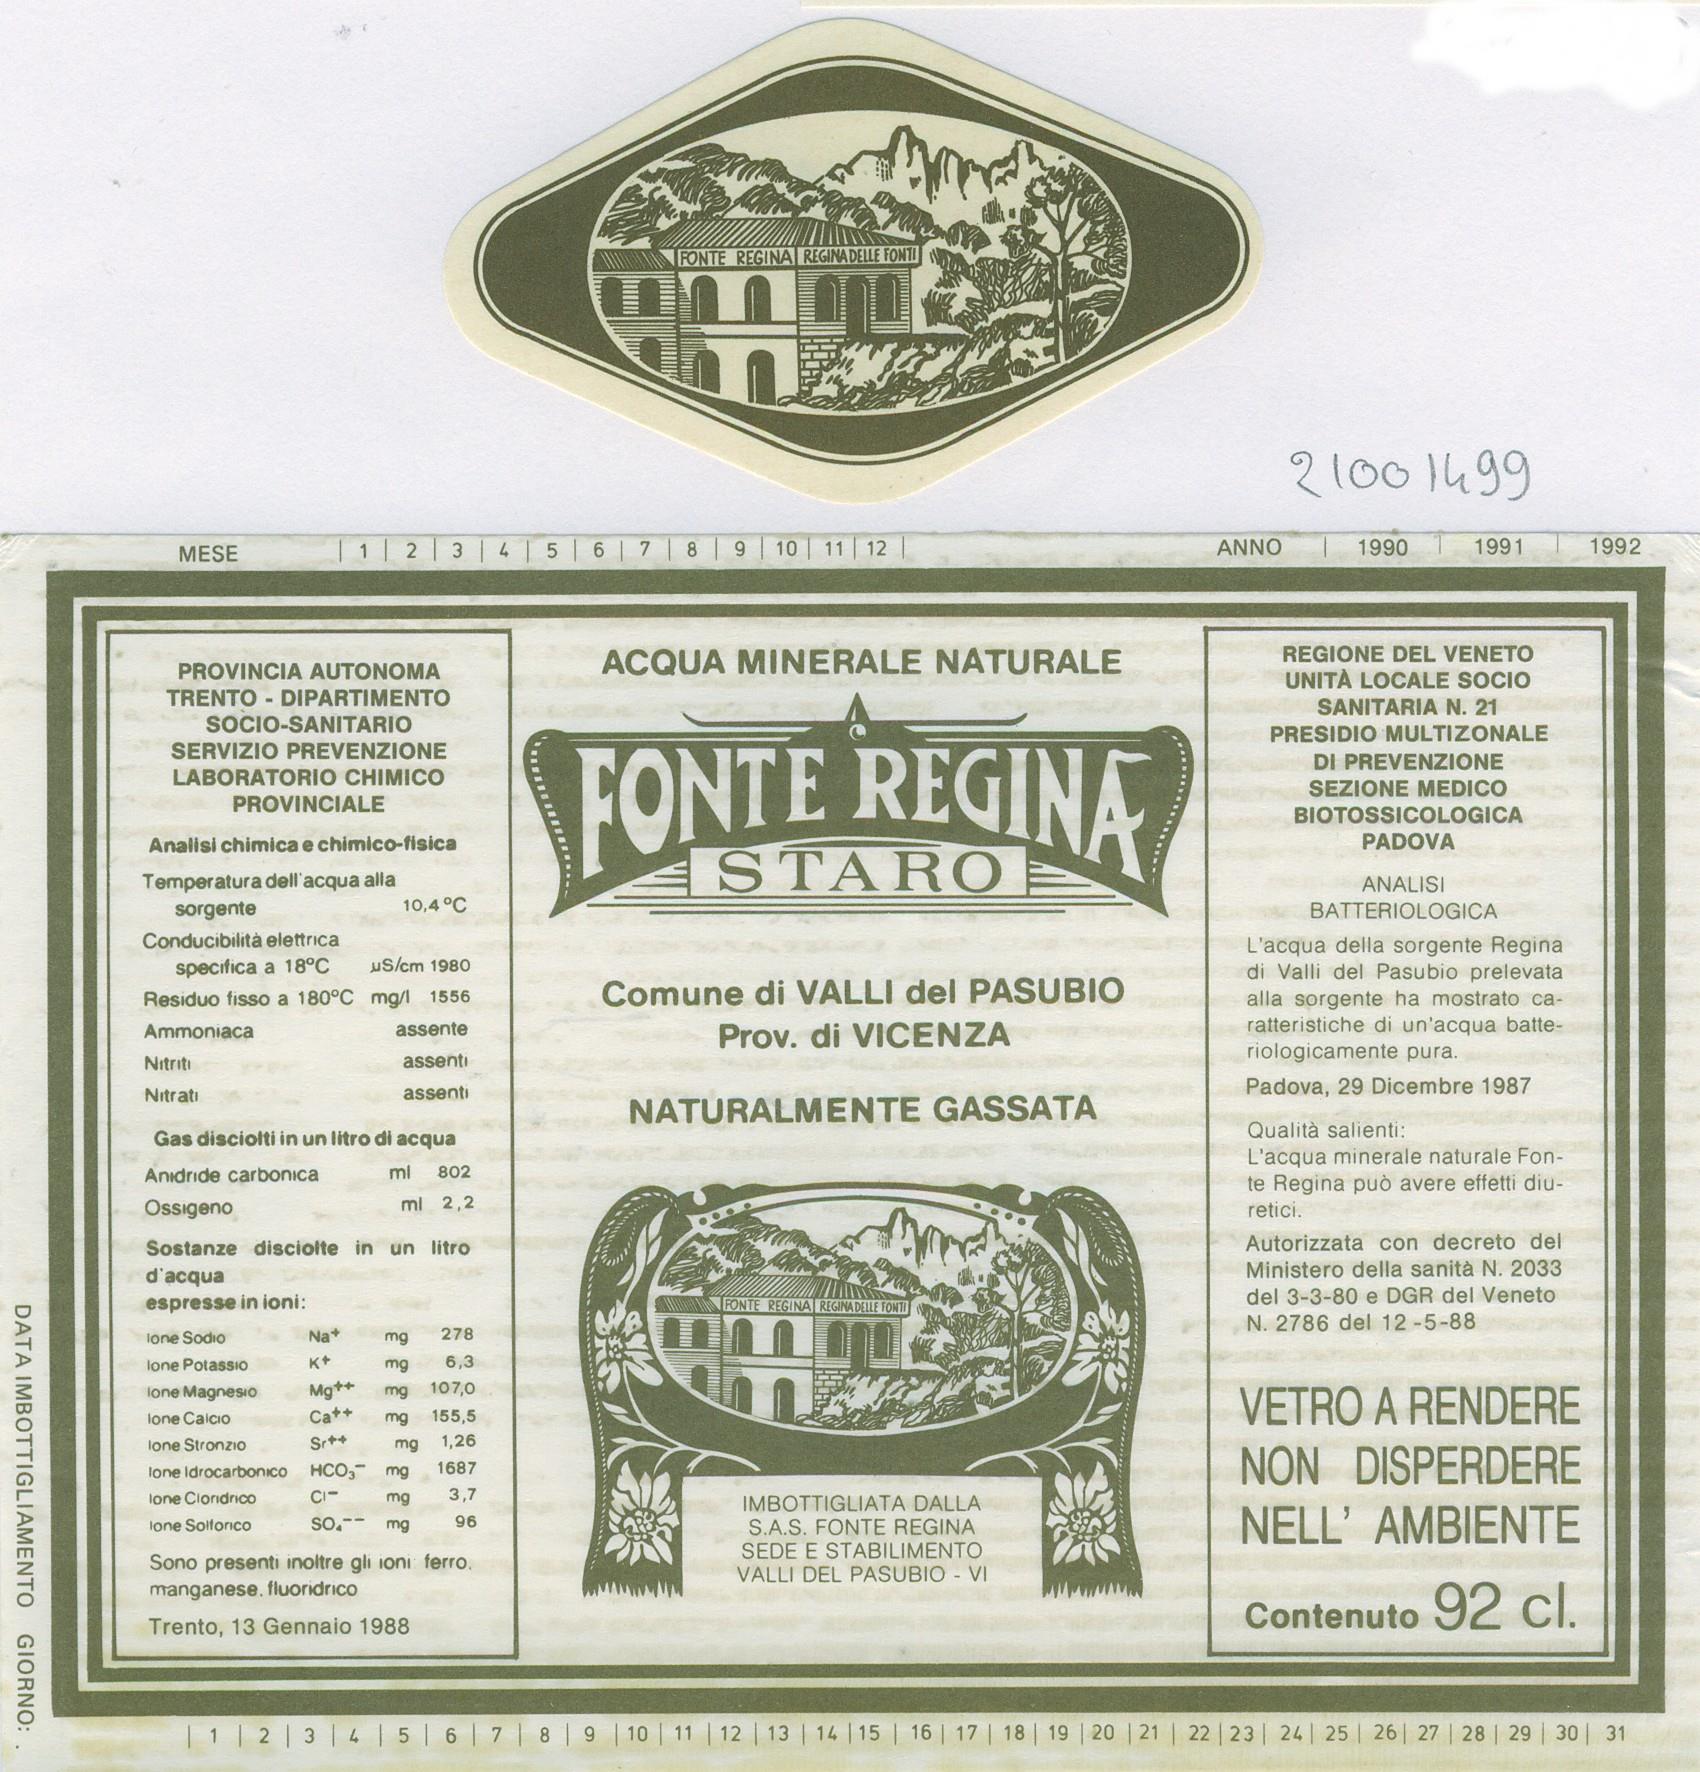 FONTE REGINA REGINA DELLE FONTI
21001499
MESE | 1 | 2 | 3 | 4 | 5 | 6 | 7 | 8 | 9 | 10 | 11 | 12 |
ANNO | 1990 | 1991 | 1992
PROVINCIA AUTONOMA
TRENTO - DIPARTIMENTO
SOCIO-SANITARIO
SERVIZIO PREVENZIONE
LABORATORIO CHIMICO
PROVINCIALE
Analisi chimica e chimico-fisica
Temperatura dell'acqua alla
sorgente 10,4 °C
Conducibilità elettrica
specifica a 18°C µS/cm 1980
Residuo fisso a 180°C mg/l 1556
Ammoniaca assente
Nitriti assenti
Nitrati assenti
Gas disciolti in un litro di acqua
Anidride carbonica ml 802
Ossigeno ml 2,2
Sostanze disciolte in un litro
d'acqua
espresse in ioni:
Ione Sodio Na+ mg 278
Ione Potassio K+ mg 6,3
Ione Magnesio Mg++ mg 107,0
Ione Calcio Ca++ mg 155,5
Ione Stronzio Sr++ mg 1,26
Ione Idrocarbonico HCO₃− mg 1687
Ione Cloridrico Cl− mg 3,7
Ione Solforico SO₄−− mg 96
Sono presenti inoltre gli ioni ferro,
manganese, fluoridrico
Trento, 13 Gennaio 1988
ACQUA MINERALE NATURALE
FONTE REGINA
STARO
Comune di VALLI del PASUBIO
Prov. di VICENZA
NATURALMENTE GASSATA
FONTE REGINA REGINA DELLE FONTI
IMBOTTIGLIATA DALLA
S.A.S. FONTE REGINA
SEDE E STABILIMENTO
VALLI DEL PASUBIO - VI
REGIONE DEL VENETO
UNITÀ LOCALE SOCIO
SANITARIA N. 21
PRESIDIO MULTIZONALE
DI PREVENZIONE
SEZIONE MEDICO
BIOTOSSICOLOGICA
PADOVA
ANALISI
BATTERIOLOGICA
L'acqua della sorgente Regina
di Valli del Pasubio prelevata
alla sorgente ha mostrato ca-
ratteristiche di un'acqua batte-
riologicamente pura.
Padova, 29 Dicembre 1987
Qualità salienti:
L'acqua minerale naturale Fon-
te Regina può avere effetti diu-
retici.
Autorizzata con decreto del
Ministero della sanità N. 2033
del 3-3-80 e DGR del Veneto
N. 2786 del 12 -5-88
VETRO A RENDERE
NON DISPERDERE
NELL' AMBIENTE
Contenuto 92 cl.
DATA IMBOTTIGLIAMENTO GIORNO:
| 1 | 2 | 3 | 4 | 5 | 6 | 7 | 8 | 9 | 10 | 11 | 12 | 13 | 14 | 15 | 16 | 17 | 18 | 19 | 20 | 21 | 22 | 23 | 24 | 25 | 26 | 27 | 28 | 29 | 30 | 31